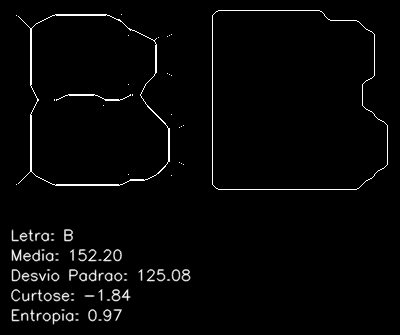 Letra: B
Media: 152.20
Desvio Padrao: 125.08
Curtose: −1.84
Entropia: 0.97